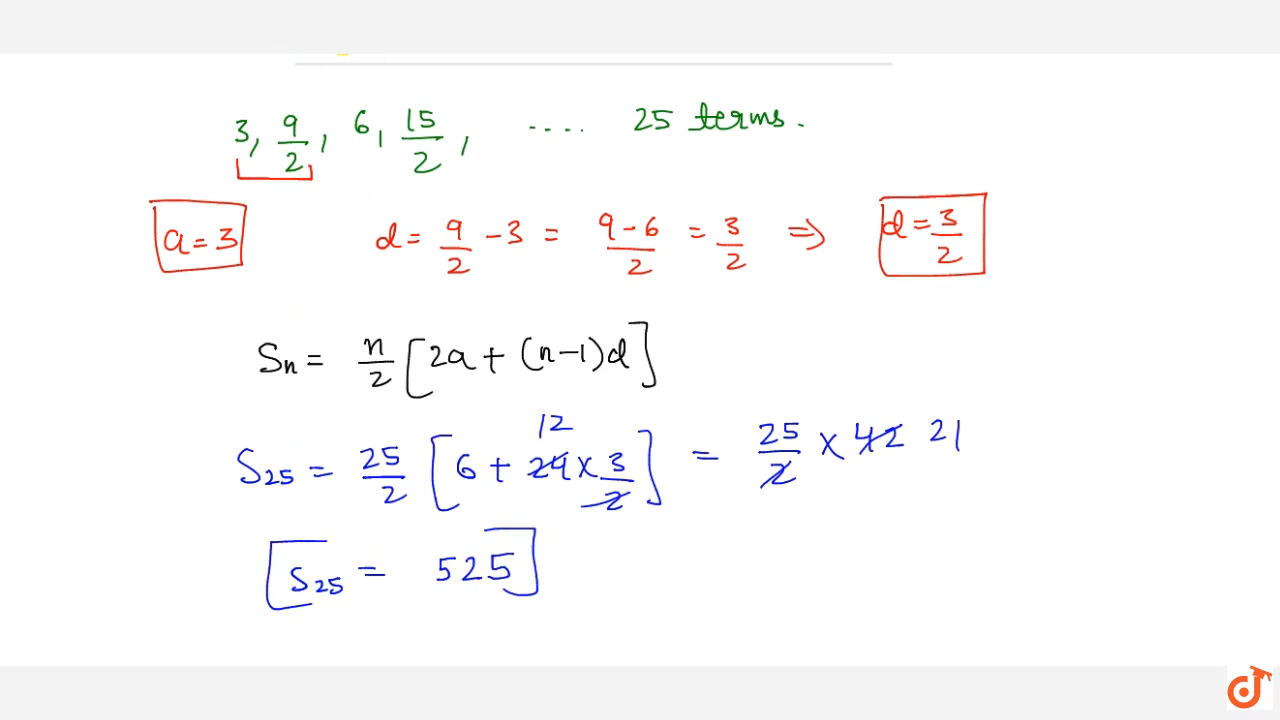 3, 9/2, 6, 15/2, .... 25 terms.
a = 3 d = 9/2 - 3 = 9-6/2 = 3/2 ⇒ d = 3/2
Sn = n/2 [2a + (n-1)d]
12
S25 = 25/2 [6 + 24 × 3/2] = 25/2 × 42 21
S25 = 525